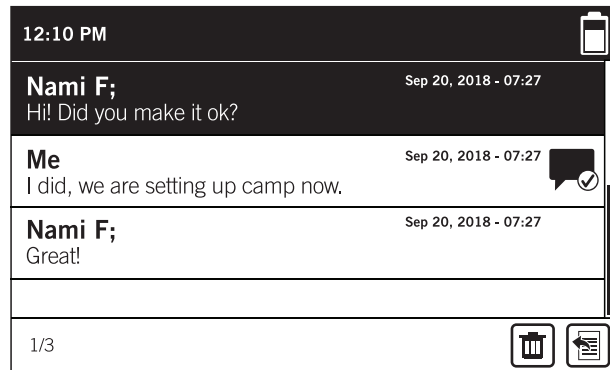 12:10 PM
Nami F;
Sep 20, 2018 - 07:27
Hi! Did you make it ok?
Me
Sep 20, 2018 - 07:27
I did, we are setting up camp now.
Nami F;
Sep 20, 2018 - 07:27
Great!
1/3